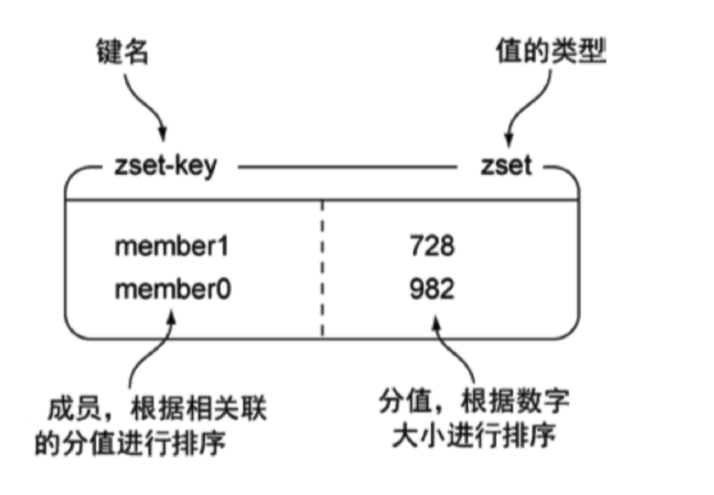 键名
值的类型
zset-key
zset
member1
728
member0
982
成员，根据相关联
的分值进行排序
分值，根据数字
大小进行排序